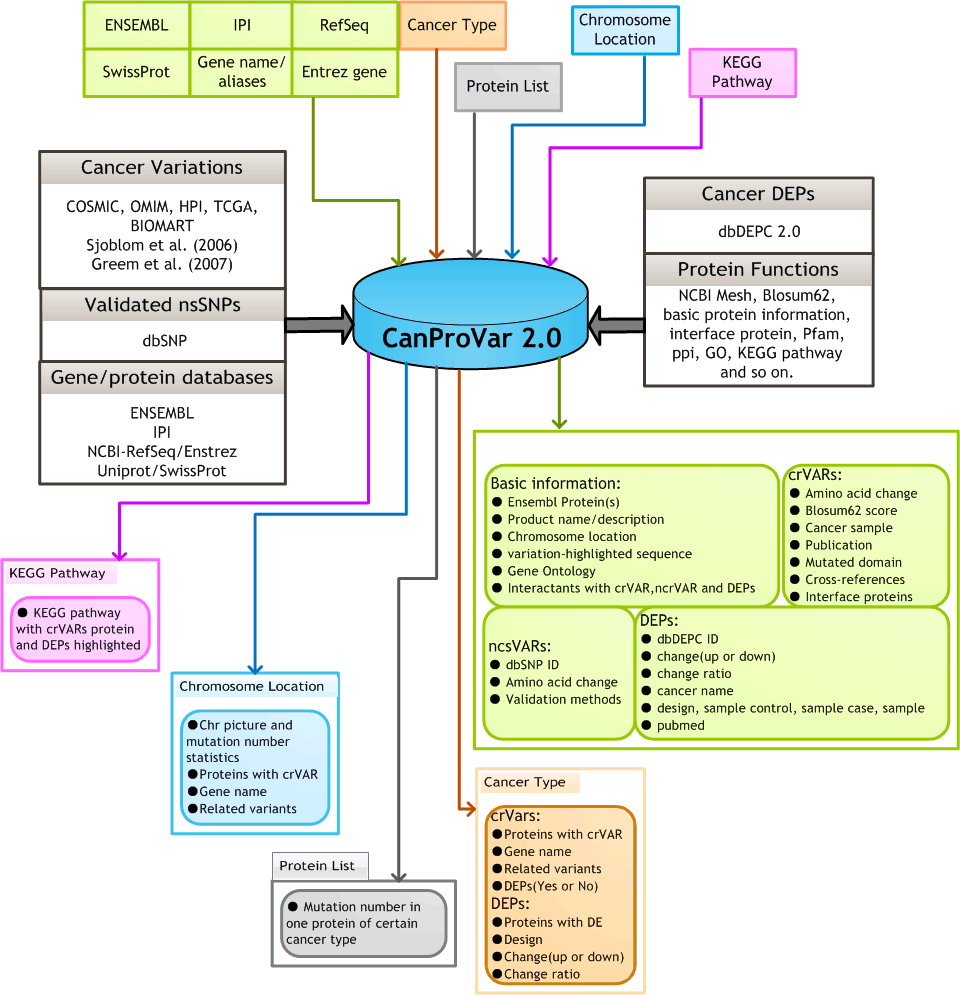 ENSEMBL
IPI
RefSeq
Cancer Type
SwissProt
Gene name/
aliases
Entrez gene
Protein List
Chromosome
Location
KEGG
Pathway
Cancer Variations
COSMIC, OMIM, HPI, TCGA,
BIOMART
Sjoblom et al. (2006)
Greem et al. (2007)
Validated nsSNPs
dbSNP
Gene/protein databases
ENSEMBL
IPI
NCBI-RefSeq/Enstrez
Uniprot/SwissProt
CanProVar 2.0
Cancer DEPs
dbDEPC 2.0
Protein Functions
NCBI Mesh, Blosum62,
basic protein information,
interface protein, Pfam,
ppi, GO, KEGG pathway
and so on.
Basic information:
● Ensembl Protein(s)
● Product name/description
● Chromosome location
● variation-highlighted sequence
● Gene Ontology
● Interactants with crVAR,ncrVAR and DEPs
crVARs:
● Amino acid change
● Blosum62 score
● Cancer sample
● Publication
● Mutated domain
● Cross-references
● Interface proteins
ncsVARs:
● dbSNP ID
● Amino acid change
● Validation methods
DEPs:
● dbDEPC ID
● change(up or down)
● change ratio
● cancer name
● design, sample control, sample case, sample
● pubmed
KEGG Pathway
● KEGG pathway
with crVARs protein
and DEPs highlighted
Chromosome Location
●Chr picture and
mutation number
statistics
●Proteins with crVAR
●Gene name
●Related variants
Protein List
● Mutation number in
one protein of certain
cancer type
Cancer Type
crVars:
●Proteins with crVAR
●Gene name
●Related variants
●DEPs(Yes or No)
DEPs:
●Proteins with DE
●Design
●Change(up or down)
●Change ratio